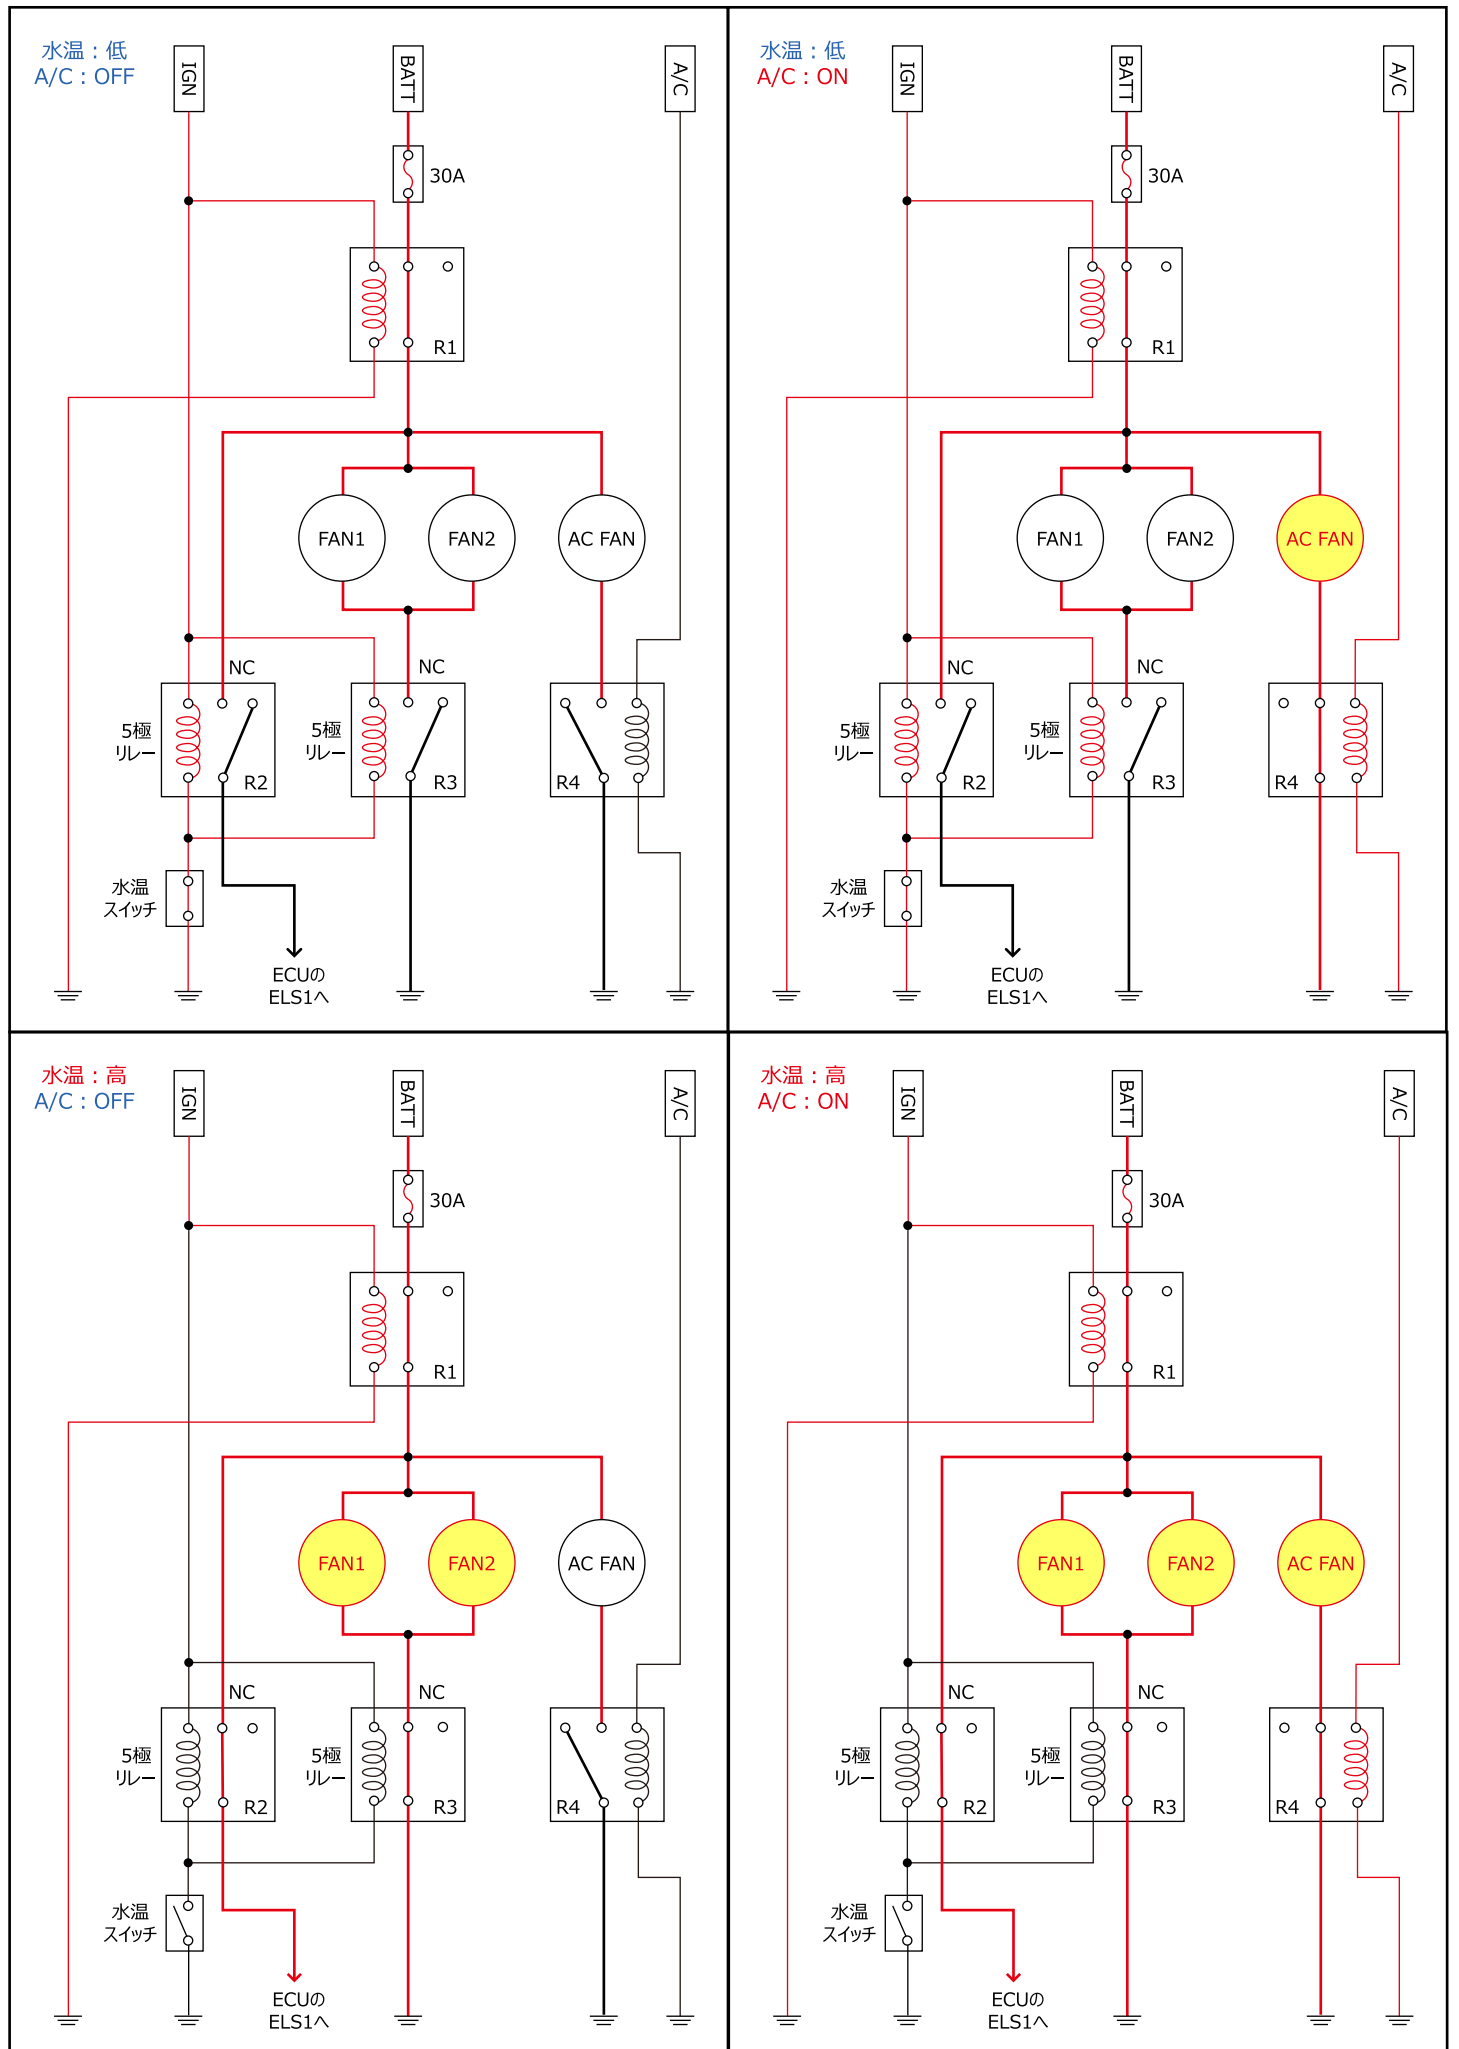 水温：低
A/C：OFF
IGN
BATT
A/C
30A
R1
FAN1
FAN2
AC FAN
NC
NC
5極
リレー
R2
5極
リレー
R3
R4
水温
スイッチ
ECUの
ELS1へ
水温：低
A/C：ON
IGN
BATT
A/C
30A
R1
FAN1
FAN2
AC FAN
NC
NC
5極
リレー
R2
5極
リレー
R3
R4
水温
スイッチ
ECUの
ELS1へ
水温：高
A/C：OFF
IGN
BATT
A/C
30A
R1
FAN1
FAN2
AC FAN
NC
NC
5極
リレー
R2
5極
リレー
R3
R4
水温
スイッチ
ECUの
ELS1へ
水温：高
A/C：ON
IGN
BATT
A/C
30A
R1
FAN1
FAN2
AC FAN
NC
NC
5極
リレー
R2
5極
リレー
R3
R4
水温
スイッチ
ECUの
ELS1へ